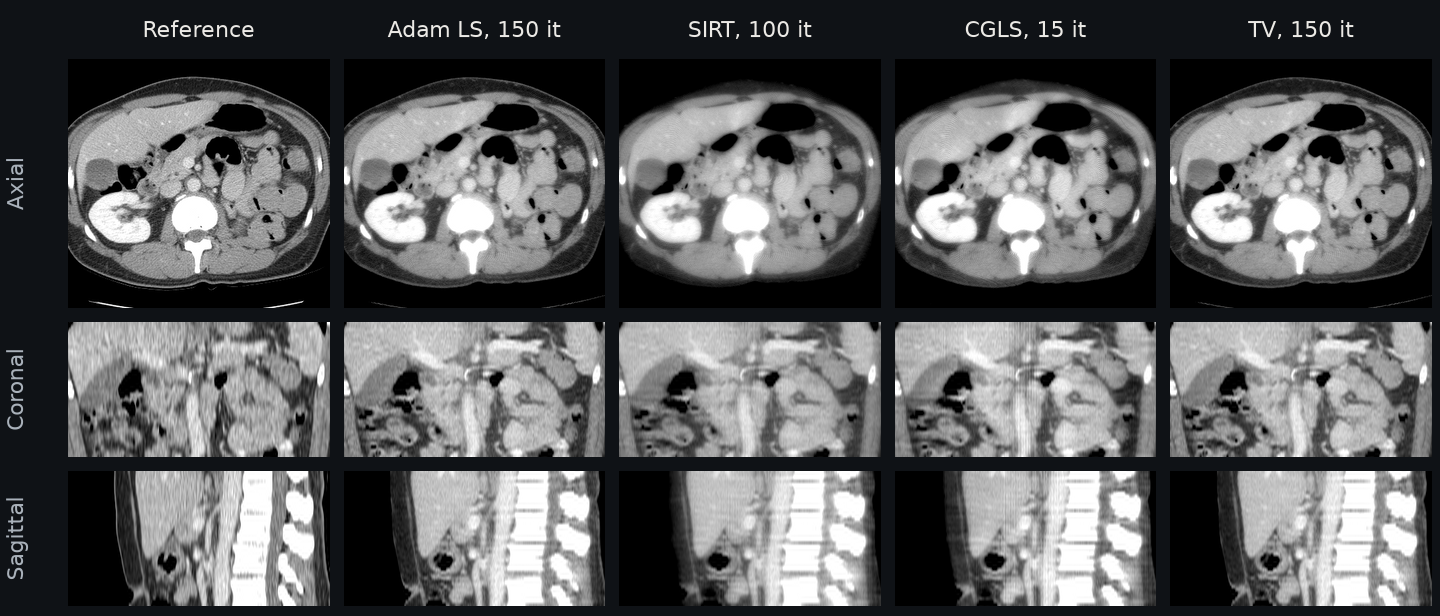 Reference
Adam LS, 150 it
SIRT, 100 it
CGLS, 15 it
TV, 150 it
Axial
Coronal
Sagittal